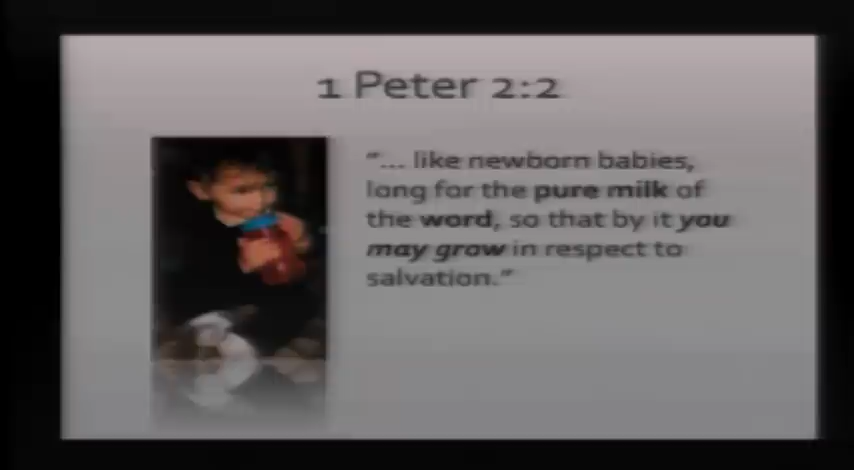 1 Peter 2:2
"... like newborn babies,
long for the pure milk of
the word, so that by it you
may grow in respect to
salvation."